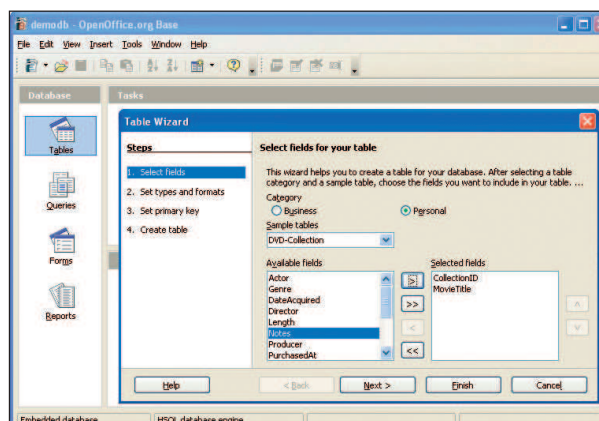 demodb - OpenOffice.org Base
File Edit View Insert Tools Window Help
Database
Tasks
Tables
Queries
Forms
Reports
Table Wizard
Steps
1. Select fields
2. Set types and formats
3. Set primary key
4. Create table
Select fields for your table
This wizard helps you to create a table for your database. After selecting a table
category and a sample table, choose the fields you want to include in your table. ...
Category
Business
Personal
Sample tables
DVD-Collection
Available fields
Actor
Genre
DateAcquired
Director
Length
Notes
Producer
PurchasedAt
>
>>
<
<<
Selected fields
CollectionID
MovieTitle
Help
< Back
Next >
Finish
Cancel
Embedded database
HSQL database engine